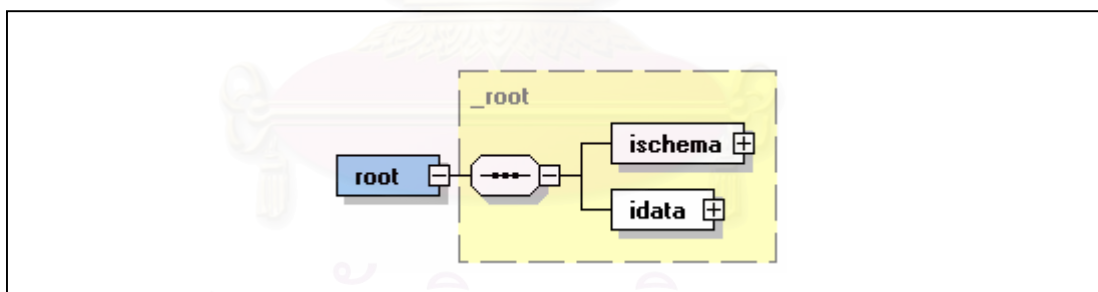 _root
root
ischema
idata